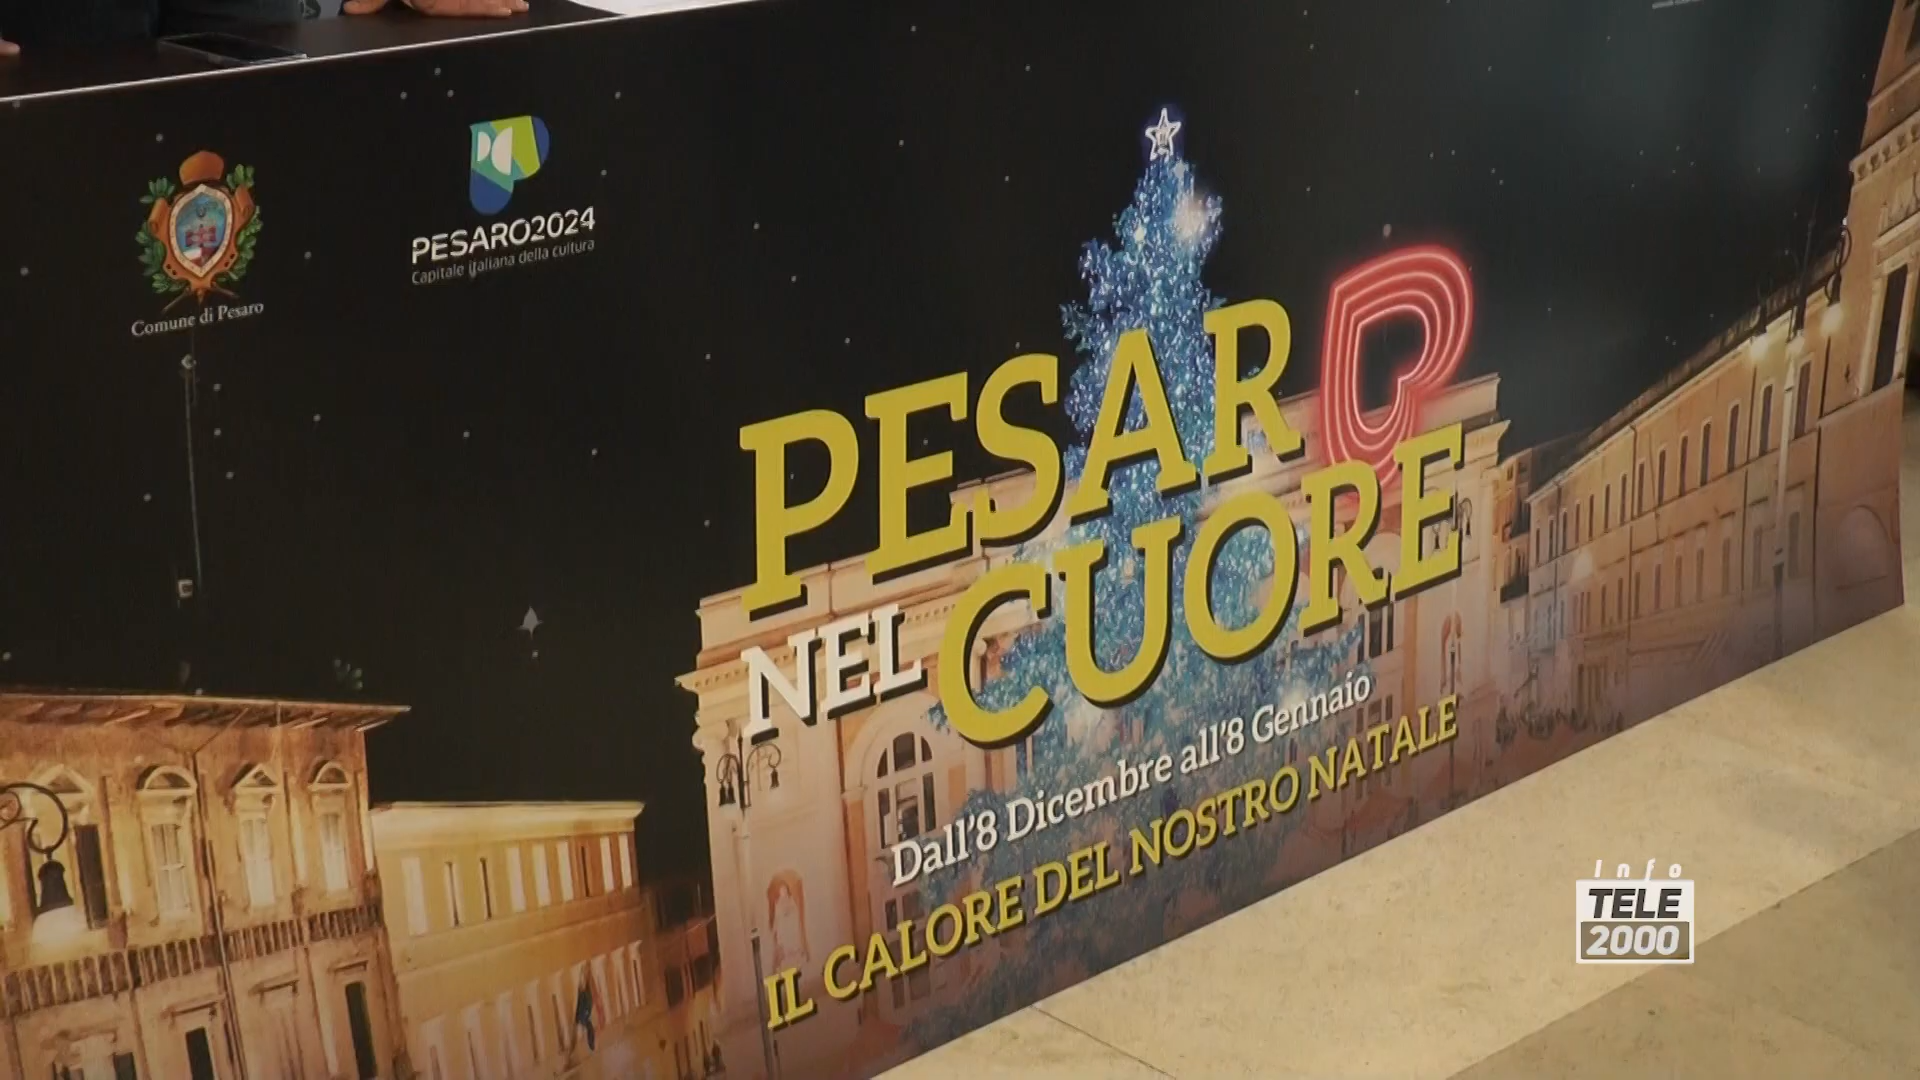 Comune di Pesaro
PESARO2024
Capitale italiana della cultura
PESARO
NEL CUORE
Dall'8 Dicembre all'8 Gennaio
IL CALORE DEL NOSTRO NATALE
info
TELE
2000